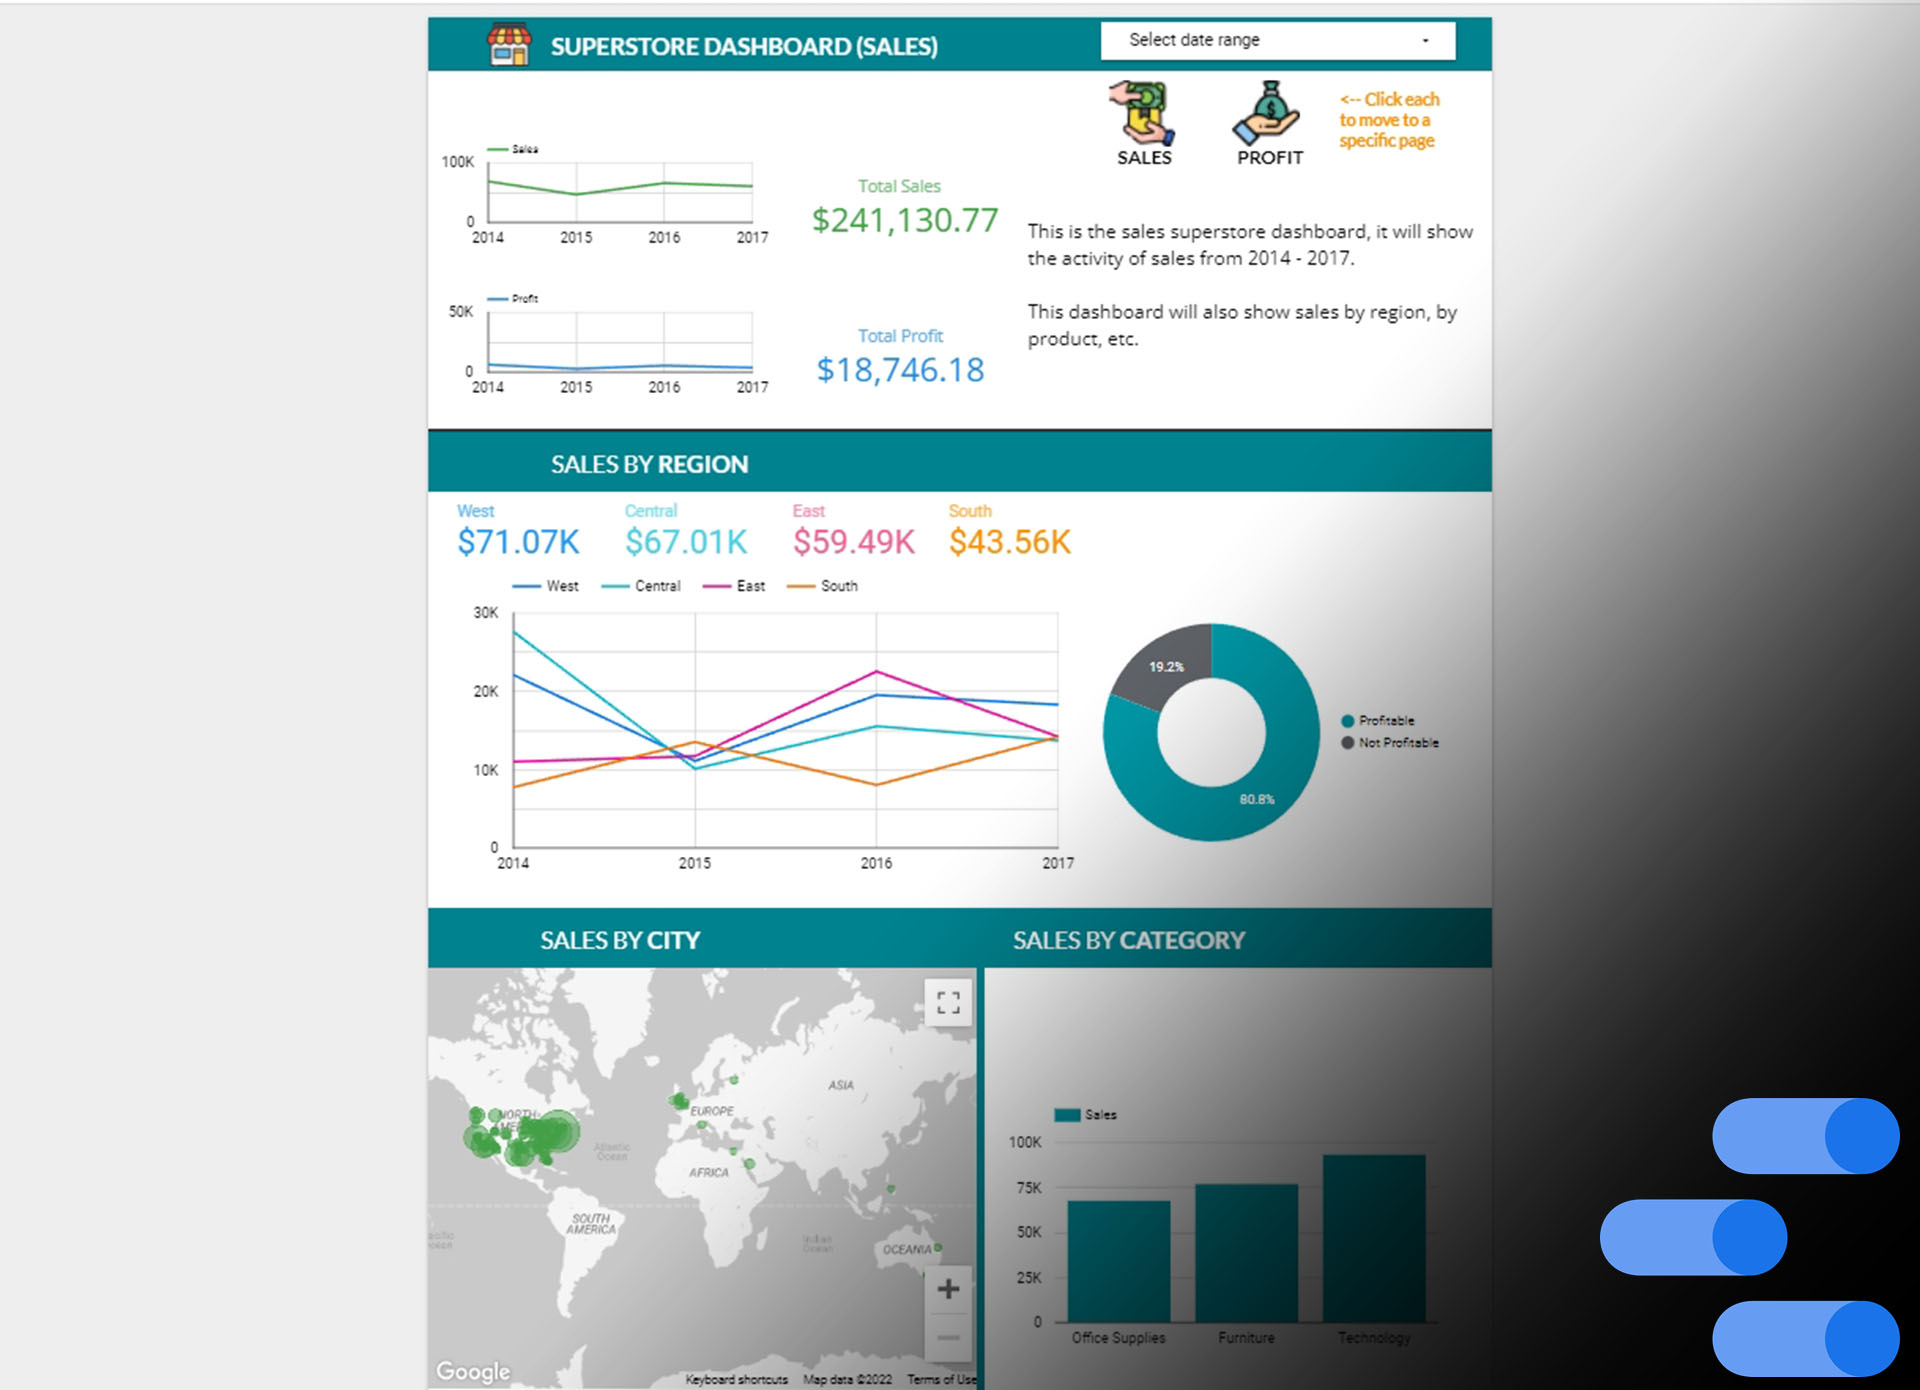 SUPERSTORE DASHBOARD (SALES)
Select date range
<-- Click each
to move to a
specific page
SALES
PROFIT
Sales
100K
0
2014
2015
2016
2017
Total Sales
$241,130.77
This is the sales superstore dashboard, it will show
the activity of sales from 2014 - 2017.
This dashboard will also show sales by region, by
product, etc.
Profit
50K
0
2014
2015
2016
2017
Total Profit
$18,746.18
SALES BY REGION
West
$71.07K
Central
$67.01K
East
$59.49K
South
$43.56K
West
Central
East
South
30K
20K
10K
0
2014
2015
2016
2017
19.2%
80.8%
Profitable
Not Profitable
SALES BY CITY
NORTH
EUROPE
ASIA
Atlantic
Ocean
AFRICA
SOUTH
AMERICA
Indian
Ocean
OCEANIA
Google
Keyboard shortcuts
Map data ©2022
Terms of Use
SALES BY CATEGORY
Sales
100K
75K
50K
25K
0
Office Supplies
Furniture
Technology